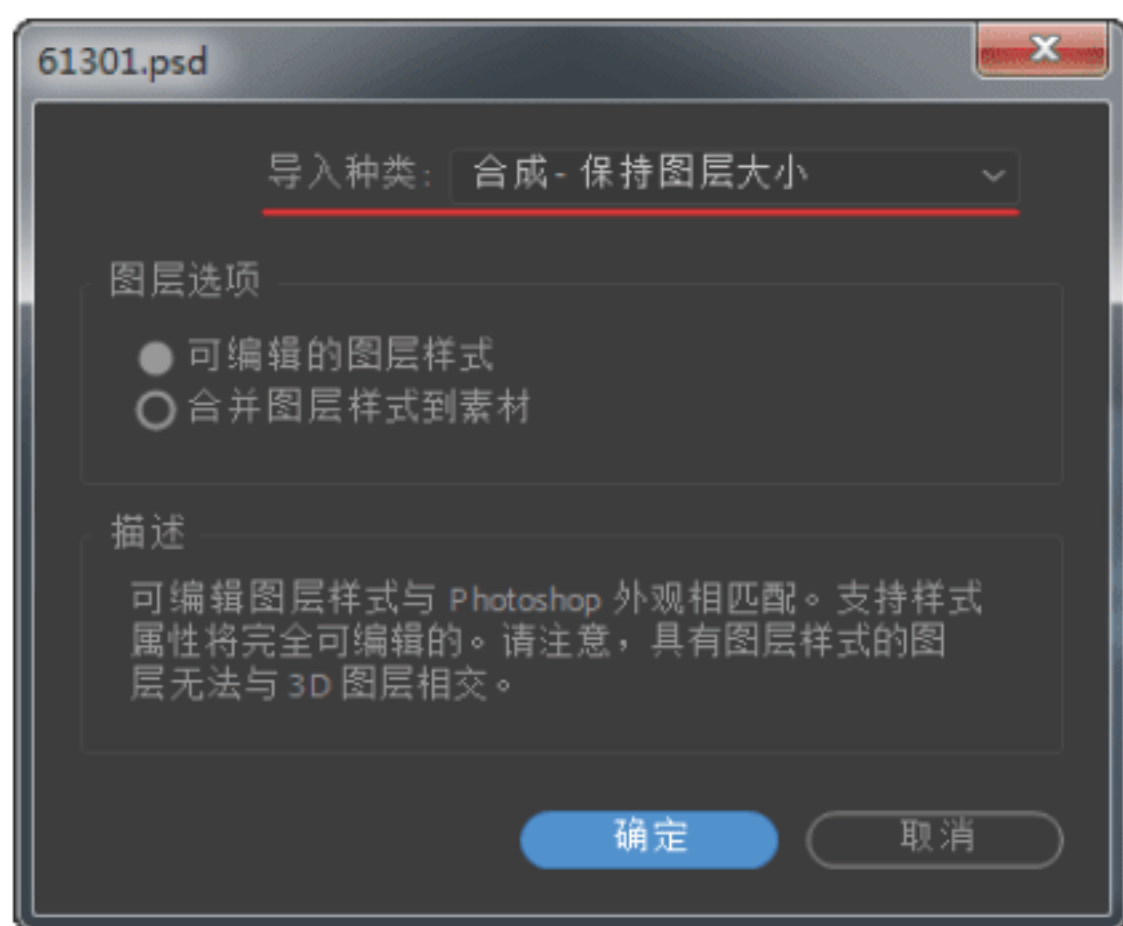 61301.psd
导入种类: 合成- 保持图层大小
图层选项
可编辑的图层样式
合并图层样式到素材
描述
可编辑图层样式与 Photoshop 外观相匹配。支持样式
属性将完全可编辑的。请注意，具有图层样式的图
层无法与 3D 图层相交。
确定 取消